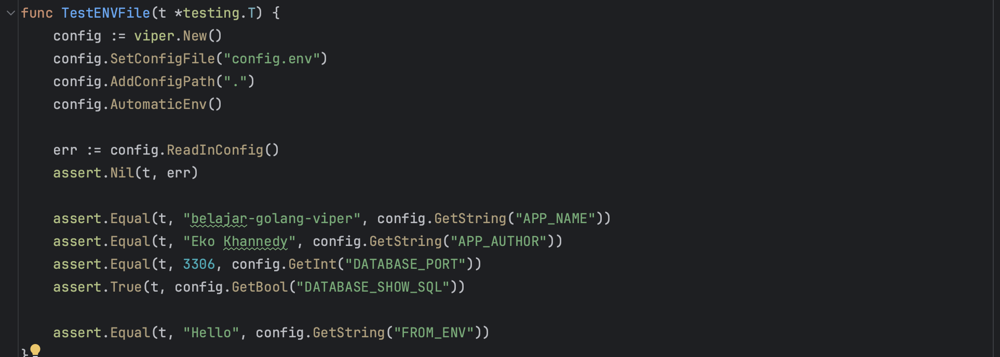 func TestENVFile(t *testing.T) {
    config := viper.New()
    config.SetConfigFile("config.env")
    config.AddConfigPath(".")
    config.AutomaticEnv()

    err := config.ReadInConfig()
    assert.Nil(t, err)

    assert.Equal(t, "belajar-golang-viper", config.GetString("APP_NAME"))
    assert.Equal(t, "Eko Khannedy", config.GetString("APP_AUTHOR"))
    assert.Equal(t, 3306, config.GetInt("DATABASE_PORT"))
    assert.True(t, config.GetBool("DATABASE_SHOW_SQL"))

    assert.Equal(t, "Hello", config.GetString("FROM_ENV"))
}